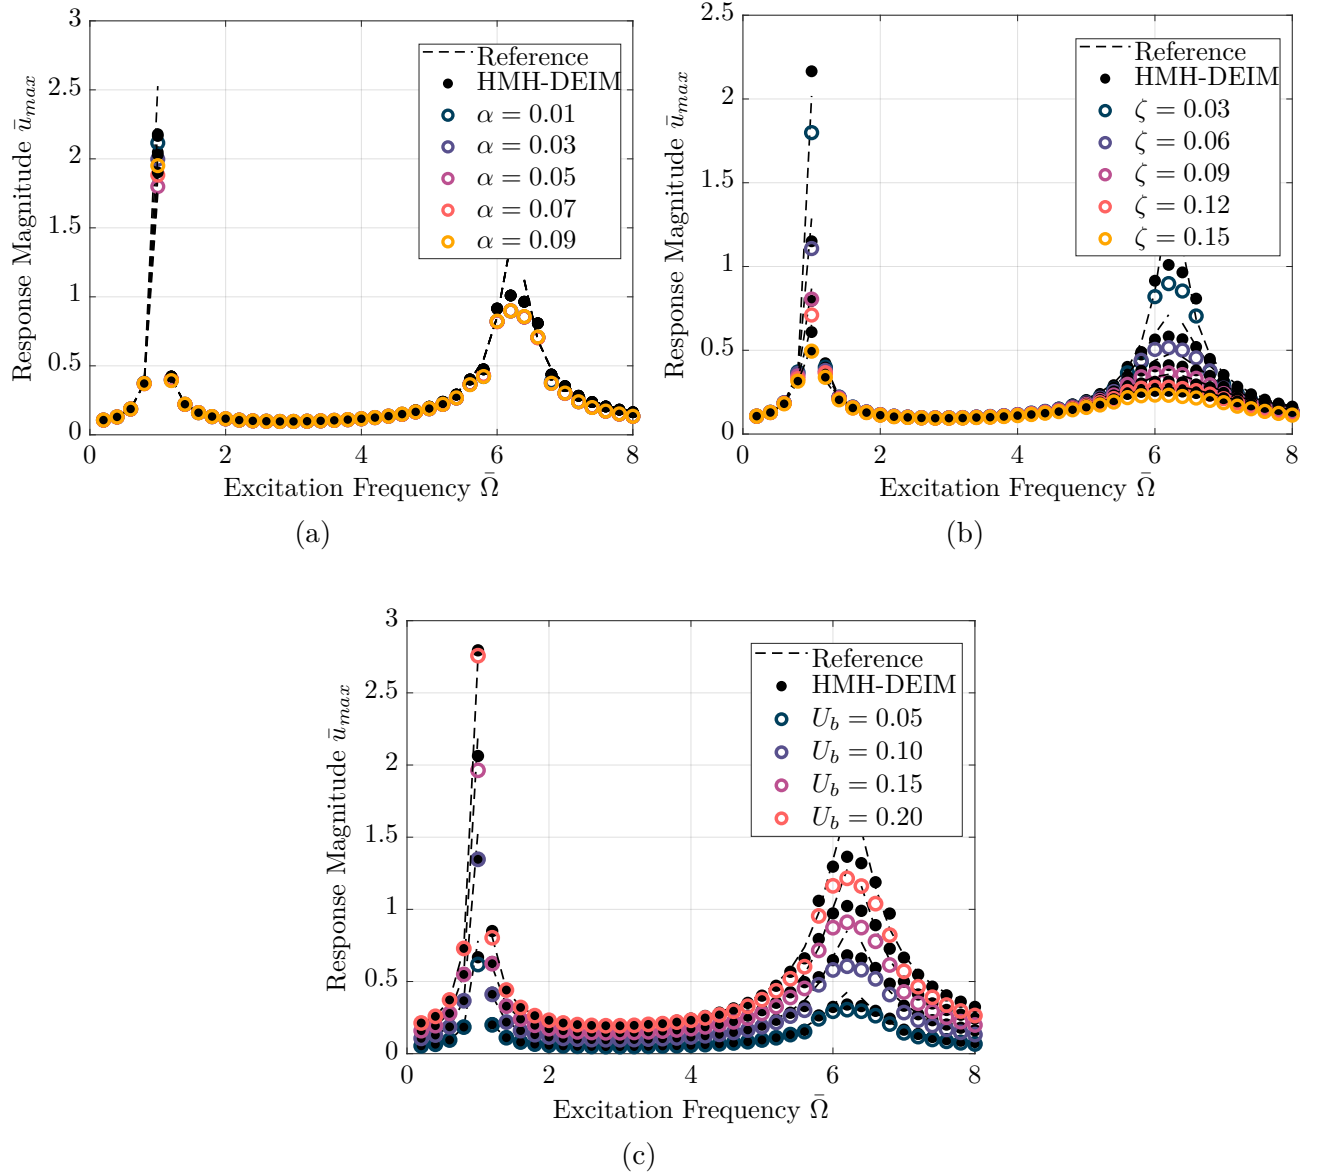 3
2.5
2
1.5
1
0.5
0
0
2
4
6
8
Response Magnitude ū_max
Excitation Frequency Ω̄
Reference
HMH-DEIM
α = 0.01
α = 0.03
α = 0.05
α = 0.07
α = 0.09
(a)
2.5
2
1.5
1
0.5
0
0
2
4
6
8
Response Magnitude ū_max
Excitation Frequency Ω̄
Reference
HMH-DEIM
ζ = 0.03
ζ = 0.06
ζ = 0.09
ζ = 0.12
ζ = 0.15
(b)
3
2.5
2
1.5
1
0.5
0
0
2
4
6
8
Response Magnitude ū_max
Excitation Frequency Ω̄
Reference
HMH-DEIM
U_b = 0.05
U_b = 0.10
U_b = 0.15
U_b = 0.20
(c)